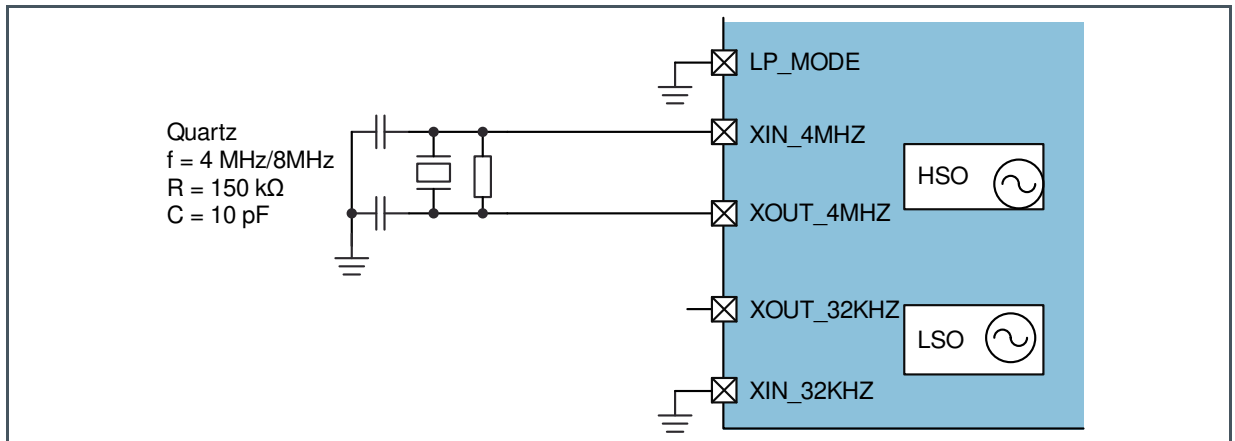 LP_MODE
Quartz
f = 4 MHz/8MHz
R = 150 kΩ
C = 10 pF
XIN_4MHZ
HSO
XOUT_4MHZ
XOUT_32KHZ
LSO
XIN_32KHZ